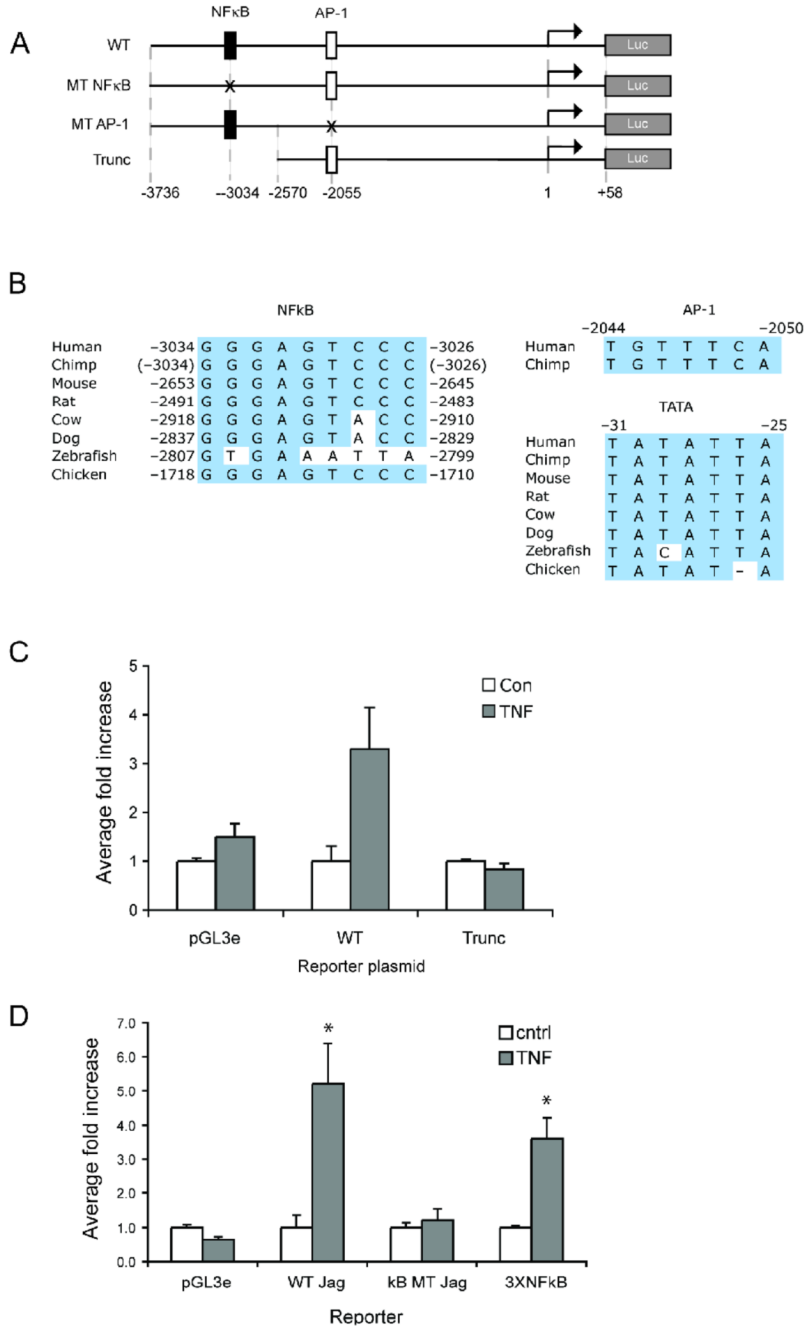 A
NFκB AP-1
WT Luc
MT NFκB X Luc
MT AP-1 X Luc
Trunc Luc
-3736 --3034 -2570 -2055 1 +58
B
NFkB
Human −3034 G G G A G T C C C −3026
Chimp (−3034) G G G A G T C C C (−3026)
Mouse −2653 G G G A G T C C C −2645
Rat −2491 G G G A G T C C C −2483
Cow −2918 G G G A G T A C C −2910
Dog −2837 G G G A G T A C C −2829
Zebrafish −2807 G T G A A A T T A −2799
Chicken −1718 G G G A G T C C C −1710
AP-1
−2044 −2050
Human T G T T T C A
Chimp T G T T T C A
TATA
−31 −25
Human T A T A T T A
Chimp T A T A T T A
Mouse T A T A T T A
Rat T A T A T T A
Cow T A T A T T A
Dog T A T A T T A
Zebrafish T A C A T T A
Chicken T A T A T – A
C
Average fold increase
5
4
3
2
1
0
Con
TNF
pGL3e WT Trunc
Reporter plasmid
D
Average fold increase
7.0
6.0
5.0
4.0
3.0
2.0
1.0
0.0
cntrl
TNF
*
*
pGL3e WT Jag kB MT Jag 3XNFkB
Reporter